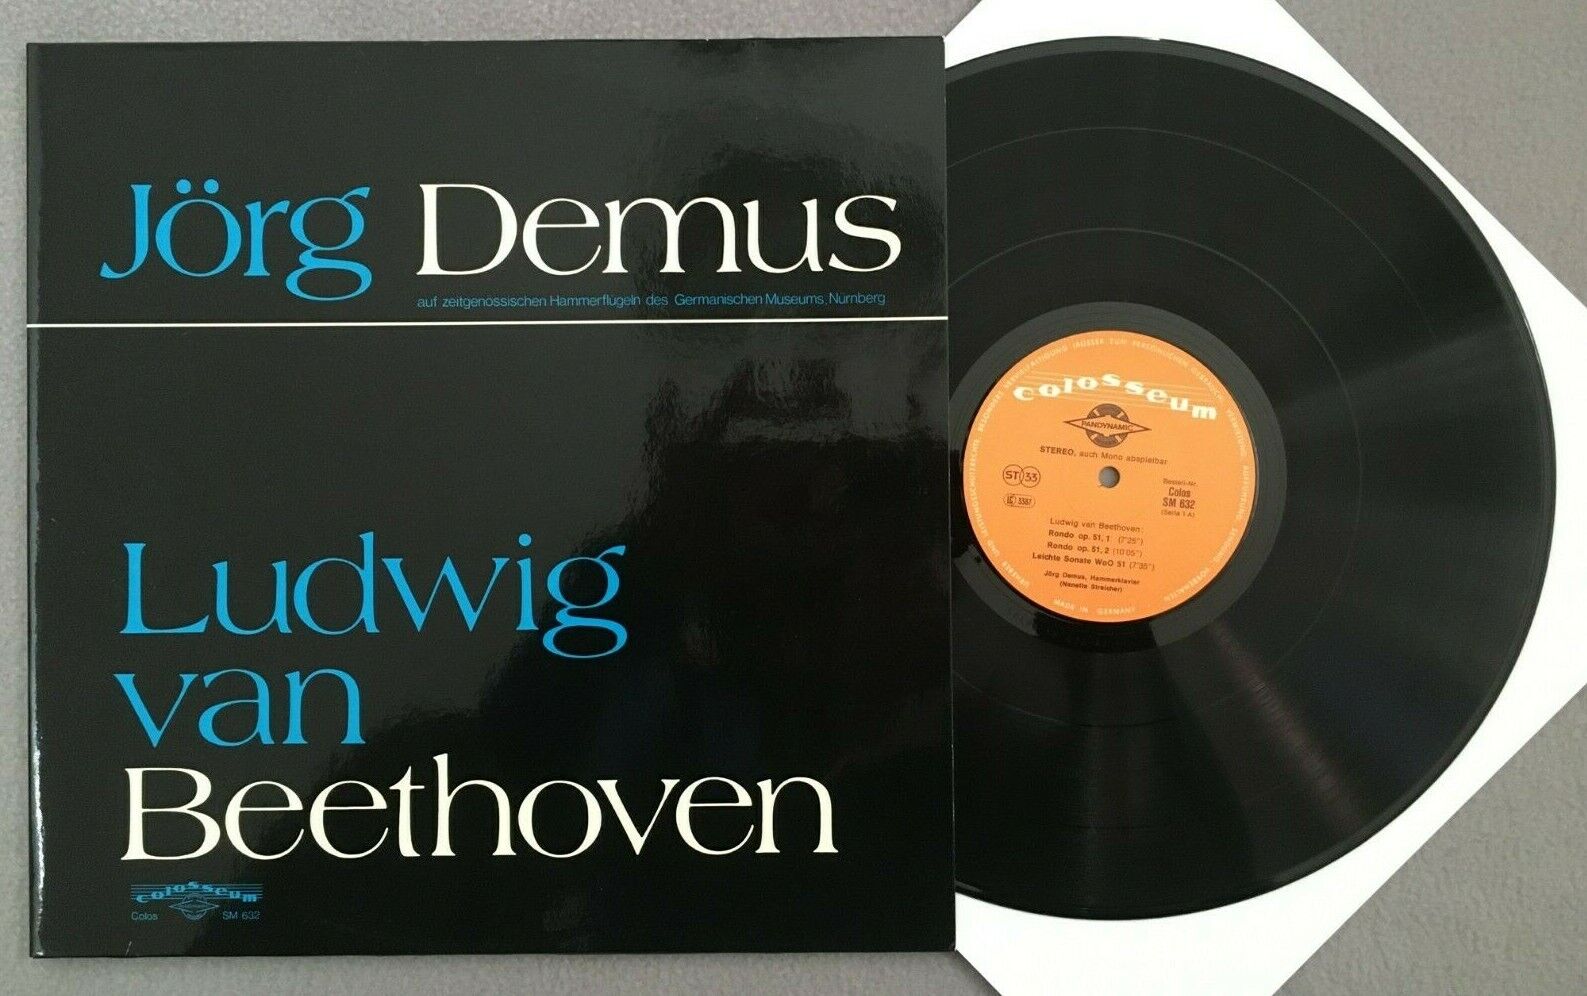 Jörg Demus
auf zeitgenössischen Hammerflügeln des Germanischen Museums, Nürnberg
Ludwig
van
Beethoven
colosseum
Colos SM 632
colosseum
PANDYNAMIC
STEREO, auch Mono abspielbar
ST 33
LC 3387
Bestell-Nr.
Colos
SM 632
(Seite 1 A)
Ludwig van Beethoven:
Rondo op. 51, 1 (7'25")
Rondo op. 51, 2 (10'05")
Leichte Sonate WoO 51 (7'35")
Jörg Demus, Hammerklavier
(Nanette Streicher)
MADE IN GERMANY